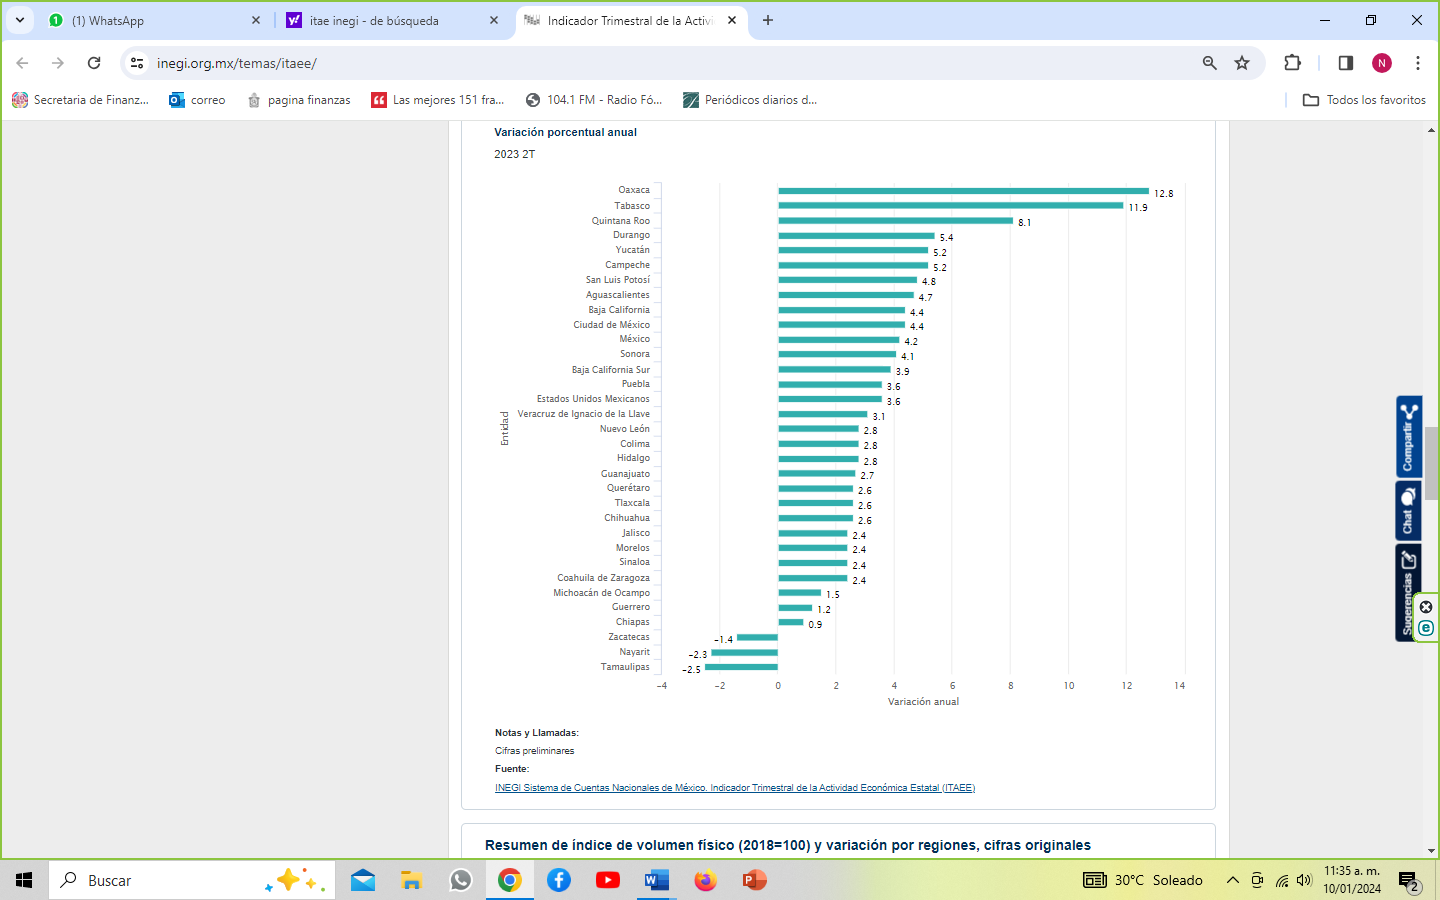 (1) WhatsApp
itae inegi - de búsqueda
Indicador Trimestral de la Activi
inegi.org.mx/temas/itaee/
N
Secretaria de Finanz...
correo
pagina finanzas
Las mejores 151 fra...
104.1 FM - Radio Fó...
Periódicos diarios d...
Todos los favoritos
Variación porcentual anual
2023 2T
Entidad
Oaxaca 12.8
Tabasco 11.9
Quintana Roo 8.1
Durango 5.4
Yucatán 5.2
Campeche 5.2
San Luis Potosí 4.8
Aguascalientes 4.7
Baja California 4.4
Ciudad de México 4.4
México 4.2
Sonora 4.1
Baja California Sur 3.9
Puebla 3.6
Estados Unidos Mexicanos 3.6
Veracruz de Ignacio de la Llave 3.1
Nuevo León 2.8
Colima 2.8
Hidalgo 2.8
Guanajuato 2.7
Querétaro 2.6
Tlaxcala 2.6
Chihuahua 2.6
Jalisco 2.4
Morelos 2.4
Sinaloa 2.4
Coahuila de Zaragoza 2.4
Michoacán de Ocampo 1.5
Guerrero 1.2
Chiapas 0.9
Zacatecas -1.4
Nayarit -2.3
Tamaulipas -2.5
-4 -2 0 2 4 6 8 10 12 14
Variación anual
Compartir
Chat
Sugerencias
Notas y Llamadas:
Cifras preliminares
Fuente:
INEGI Sistema de Cuentas Nacionales de México. Indicador Trimestral de la Actividad Económica Estatal (ITAEE)
Resumen de índice de volumen físico (2018=100) y variación por regiones, cifras originales
Buscar
30°C Soleado
11:35 a. m.
10/01/2024
2